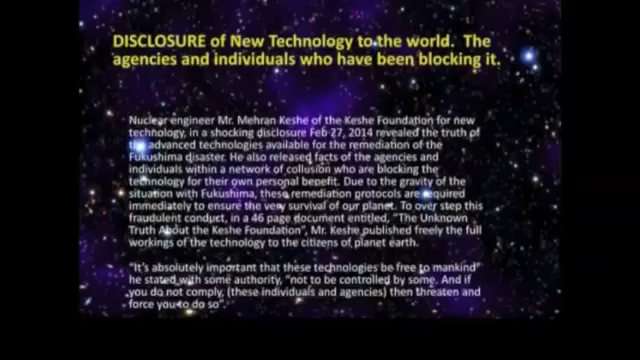 DISCLOSURE of New Technology to the world. The
agencies and individuals who have been blocking it.
Nuclear engineer Mr. Mehran Keshe of the Keshe Foundation for new
technology, in a shocking disclosure Feb 27, 2014 revealed the truth of
the advanced technologies available for the remediation of the
Fukushima disaster. He also released facts of the agencies and
individuals within a network of collusion who are blocking the
technology for their own personal benefit. Due to the gravity of the
situation with Fukushima, these remediation protocols are required
immediately to ensure the very survival of our planet. To over step this
fraudulent conduct, in a 46 page document entitled, "The Unknown
Truth About the Keshe Foundation", Mr. Keshe published freely the full
workings of the technology to the citizens of planet earth.
"It's absolutely important that these technologies be free to mankind"
he stated with some authority, "not to be controlled by some. And if
you do not comply, (these individuals and agencies) then threaten and
force you to do so".